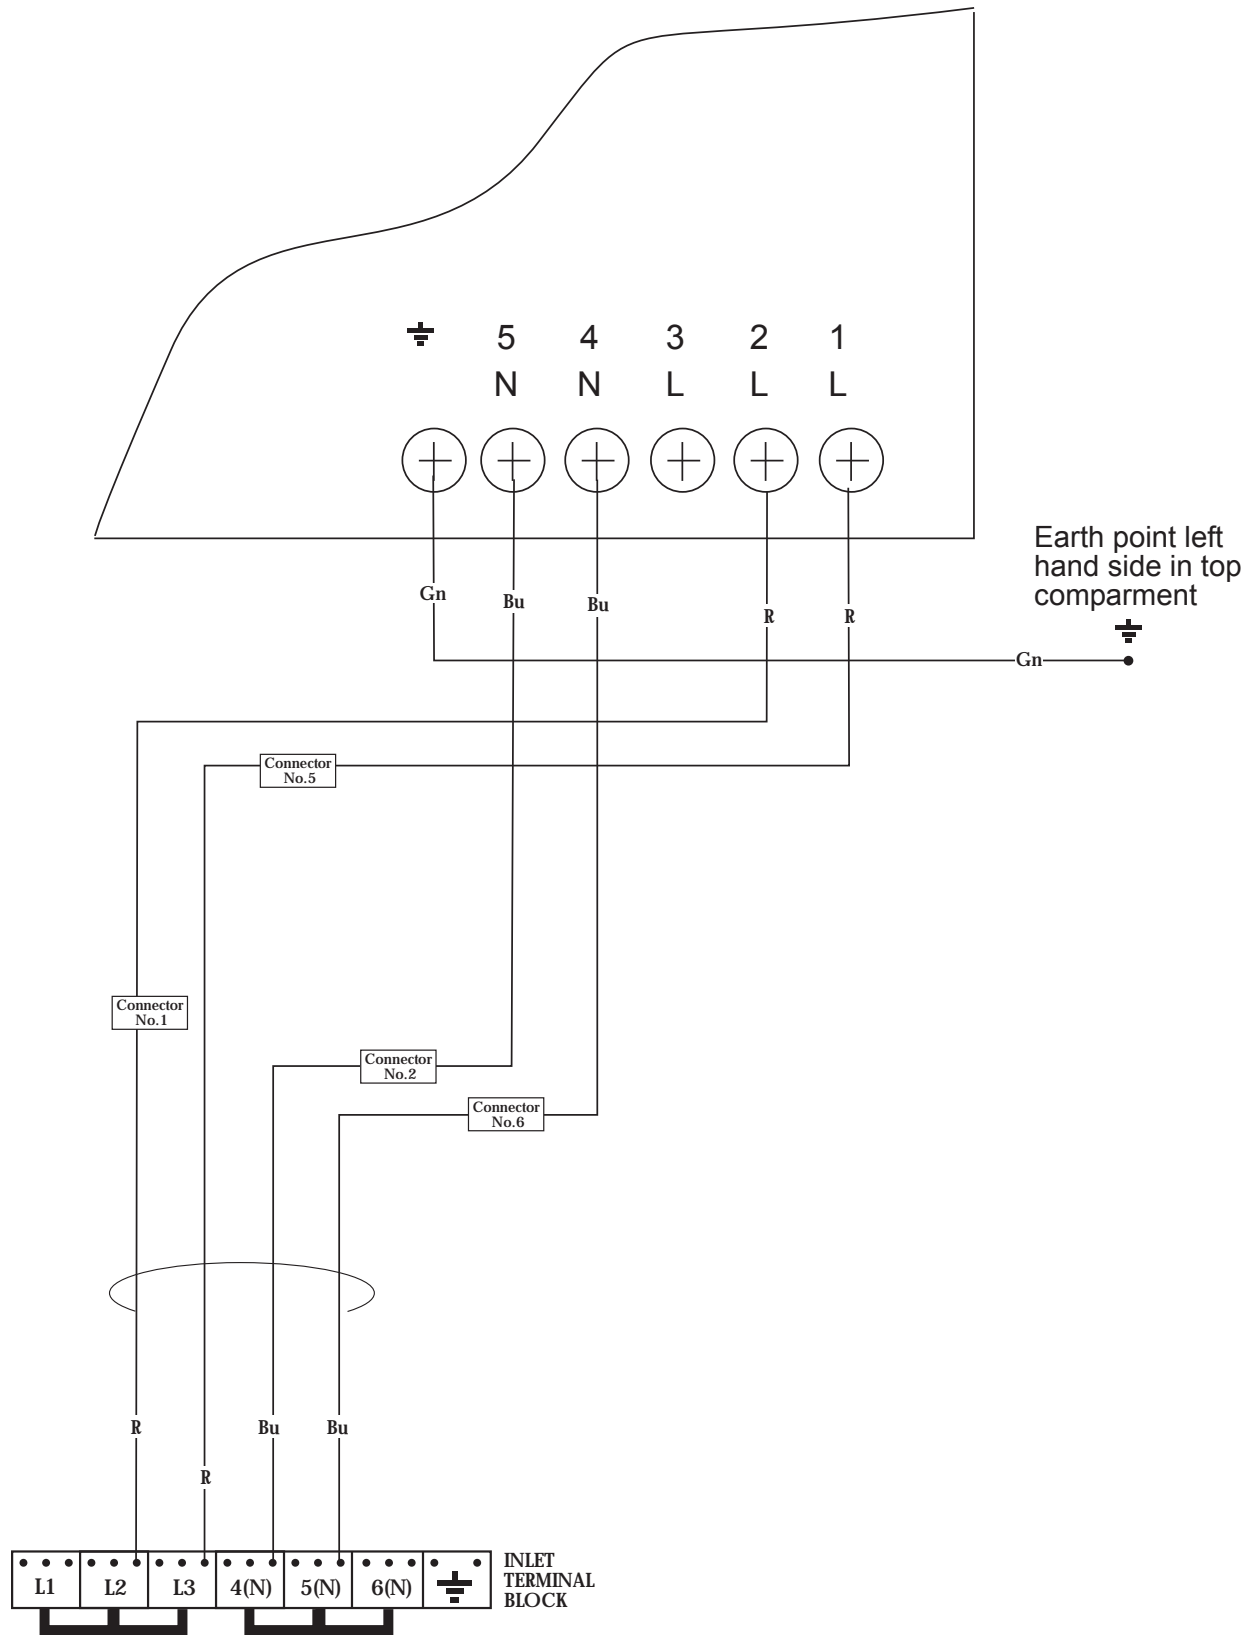 5 4 3 2 1
N N L L L
Earth point left
hand side in top
comparment
Gn
Bu
Bu
R
R
Gn
Connector
No.5
Connector
No.1
Connector
No.2
Connector
No.6
R
Bu
Bu
R
L1 L2 L3 4(N) 5(N) 6(N)
INLET
TERMINAL
BLOCK